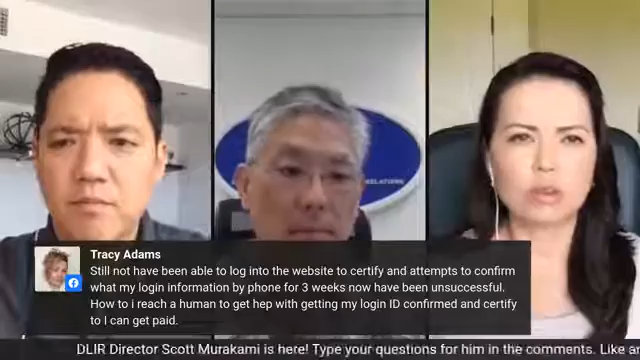 RELATIONS
Tracy Adams
Still not have been able to log into the website to certify and attempts to confirm
what my login information by phone for 3 weeks now have been unsuccessful.
How to i reach a human to get hep with getting my login ID confirmed and certify
to I can get paid.
DLIR Director Scott Murakami is here! Type your questions for him in the comments. Like an